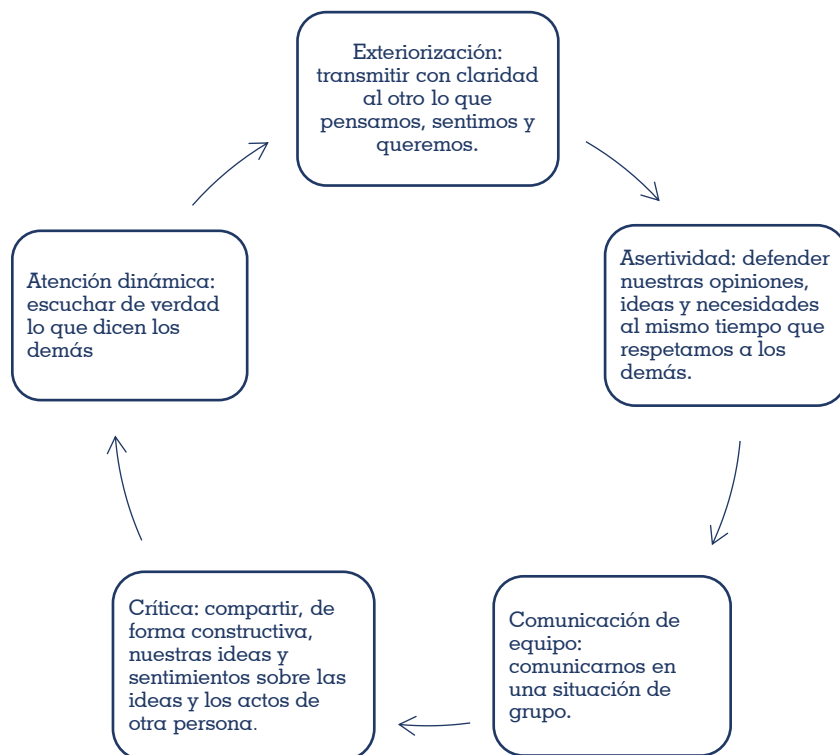 Exteriorización:
transmitir con claridad
al otro lo que
pensamos, sentimos y
queremos.
Asertividad: defender
nuestras opiniones,
ideas y necesidades
al mismo tiempo que
respetamos a los
demás.
Comunicación de
equipo:
comunicarnos en
una situación de
grupo.
Crítica: compartir, de
forma constructiva,
nuestras ideas y
sentimientos sobre las
ideas y los actos de
otra persona.
Atención dinámica:
escuchar de verdad
lo que dicen los
demás